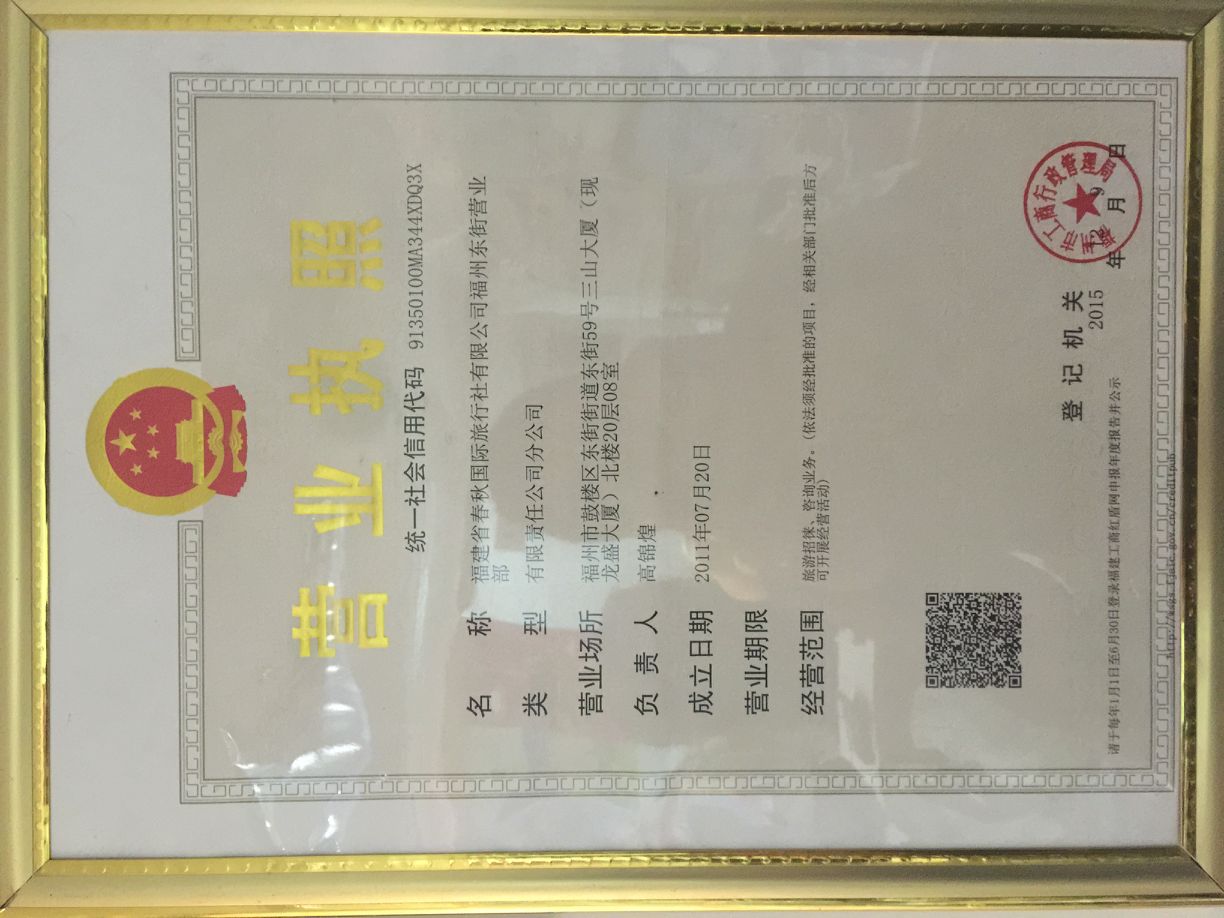 营业执照
统一社会信用代码 91350100MA344XDQ3X
名称 福建省春秋国际旅行社有限公司福州东街营业
部
类型 有限责任公司分公司
营业场所 福州市鼓楼区东街街道东街59号三山大厦（现
龙盛大厦）北楼20层08室
负责人 高锦煌
成立日期 2011年07月20日
营业期限
经营范围 旅游招徕、咨询业务。(依法须经批准的项目，经相关部门批准后方
可开展经营活动)
登记机关
福州市工商行政管理局
2015 12 9
年 月 日
请于每年1月1日至6月30日登录福建工商红盾网申报年度报告并公示
http://wsgs.fjaic.gov.cn/creditpub